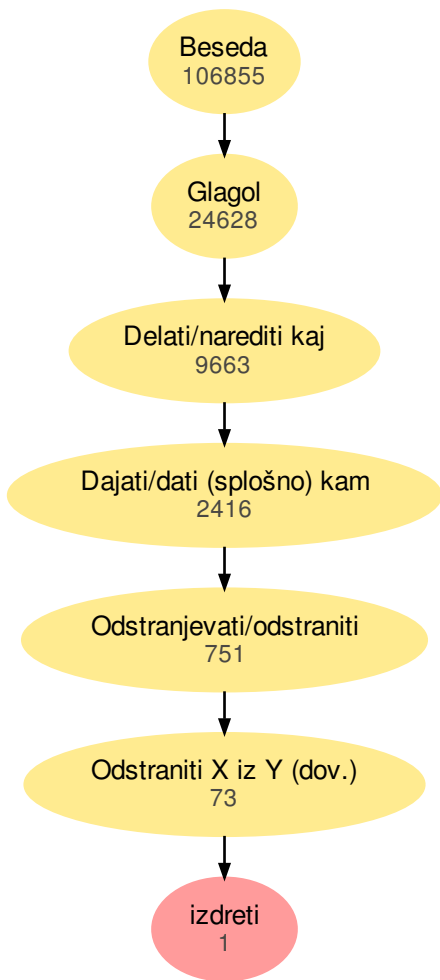 Beseda
106855
Glagol
24628
Delati/narediti kaj
9663
Dajati/dati (splošno) kam
2416
Odstranjevati/odstraniti
751
Odstraniti X iz Y (dov.)
73
izdreti
1